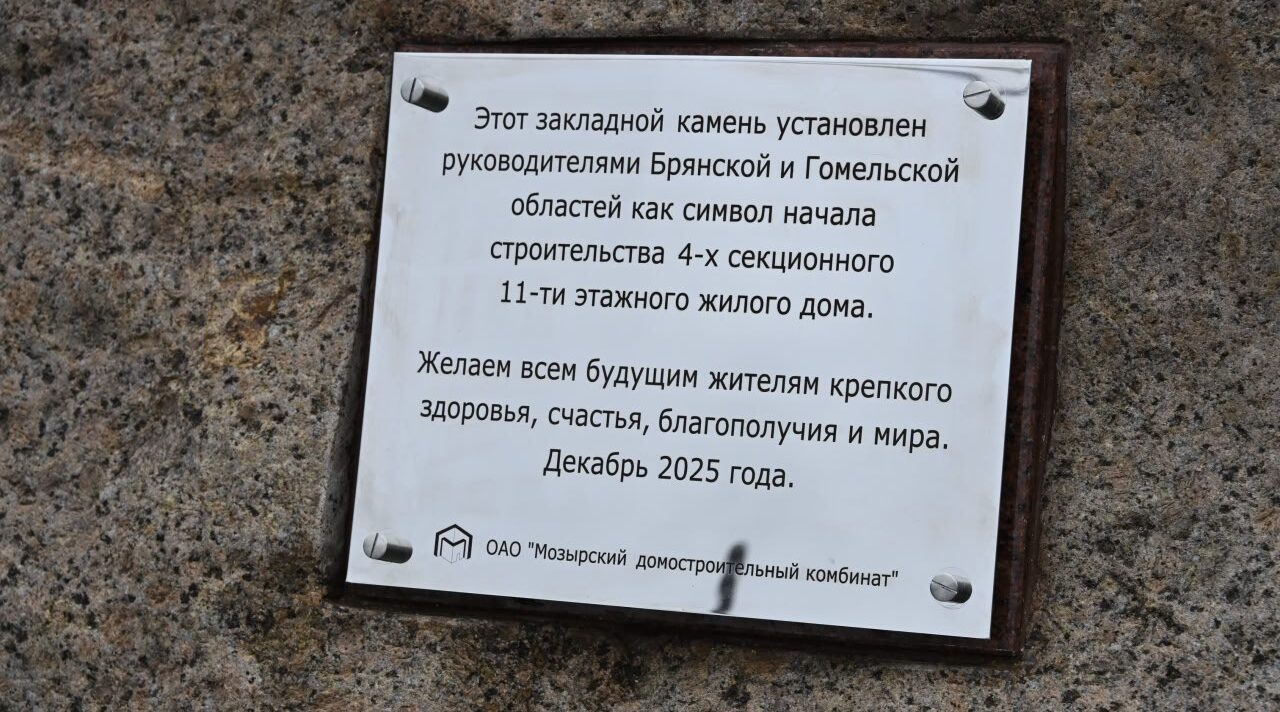 Этот закладной камень установлен
руководителями Брянской и Гомельской
областей как символ начала
строительства 4-х секционного
11-ти этажного жилого дома.
Желаем всем будущим жителям крепкого
здоровья, счастья, благополучия и мира.
Декабрь 2025 года.
ОАО "Мозырский домостроительный комбинат"